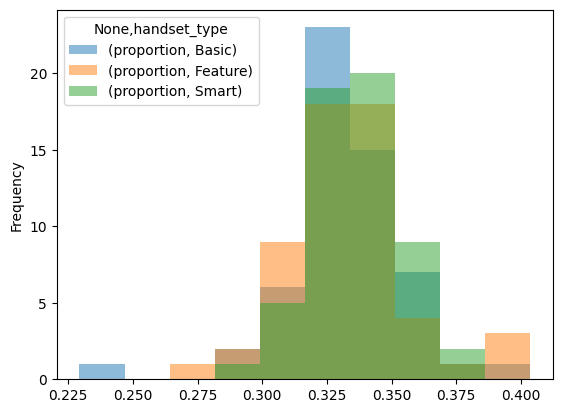 None,handset_type
(proportion, Basic)
(proportion, Feature)
(proportion, Smart)
Frequency
20
15
10
5
0
0.225 0.250 0.275 0.300 0.325 0.350 0.375 0.400